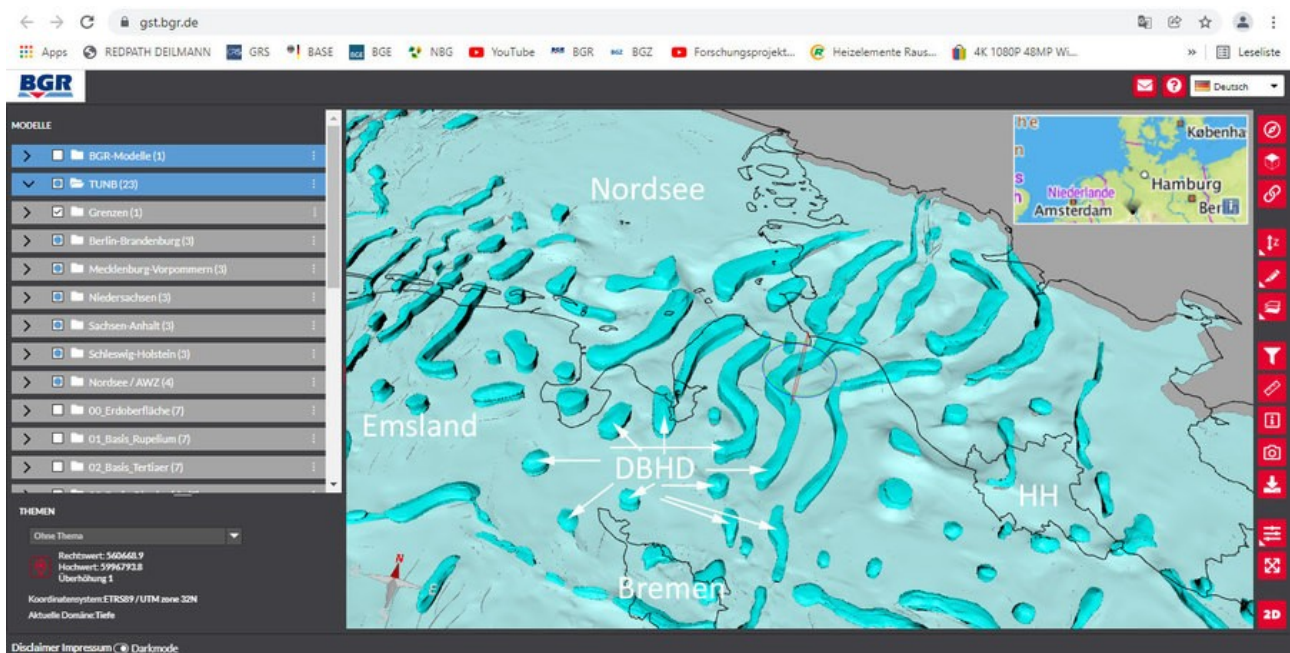 gst.bgr.de
Apps REDPATH DEILMANN GRS BASE BGE NBG YouTube BGR BGZ Forschungsprojekt... Heizelemente Raus... 4K 1080P 48MP Wi... » Leseliste
BGR
Deutsch
MODELLE
BGR-Modelle (1)
TUNB (23)
Grenzen (1)
Berlin-Brandenburg (3)
Mecklenburg-Vorpommern (3)
Niedersachsen (3)
Sachsen-Anhalt (3)
Schleswig-Holstein (3)
Nordsee / AWZ (4)
00_Erdoberfläche (7)
01_Basis_Rupelium (7)
02_Basis_Tertiaer (7)
THEMEN
Ohne Thema
Rechtswert: 560668.9
Hochwert: 5996793.8
Überhöhung 1
Koordinatensystem:ETRS89 / UTM zone 32N
Aktuelle Domäne:Tiefe
Disclaimer Impressum Darkmode
Nordsee
Emsland
DBHD
HH
Bremen
N
E
he
n
s
n
Københa
Niederlande
Hamburg
Amsterdam
Ber
z
2D